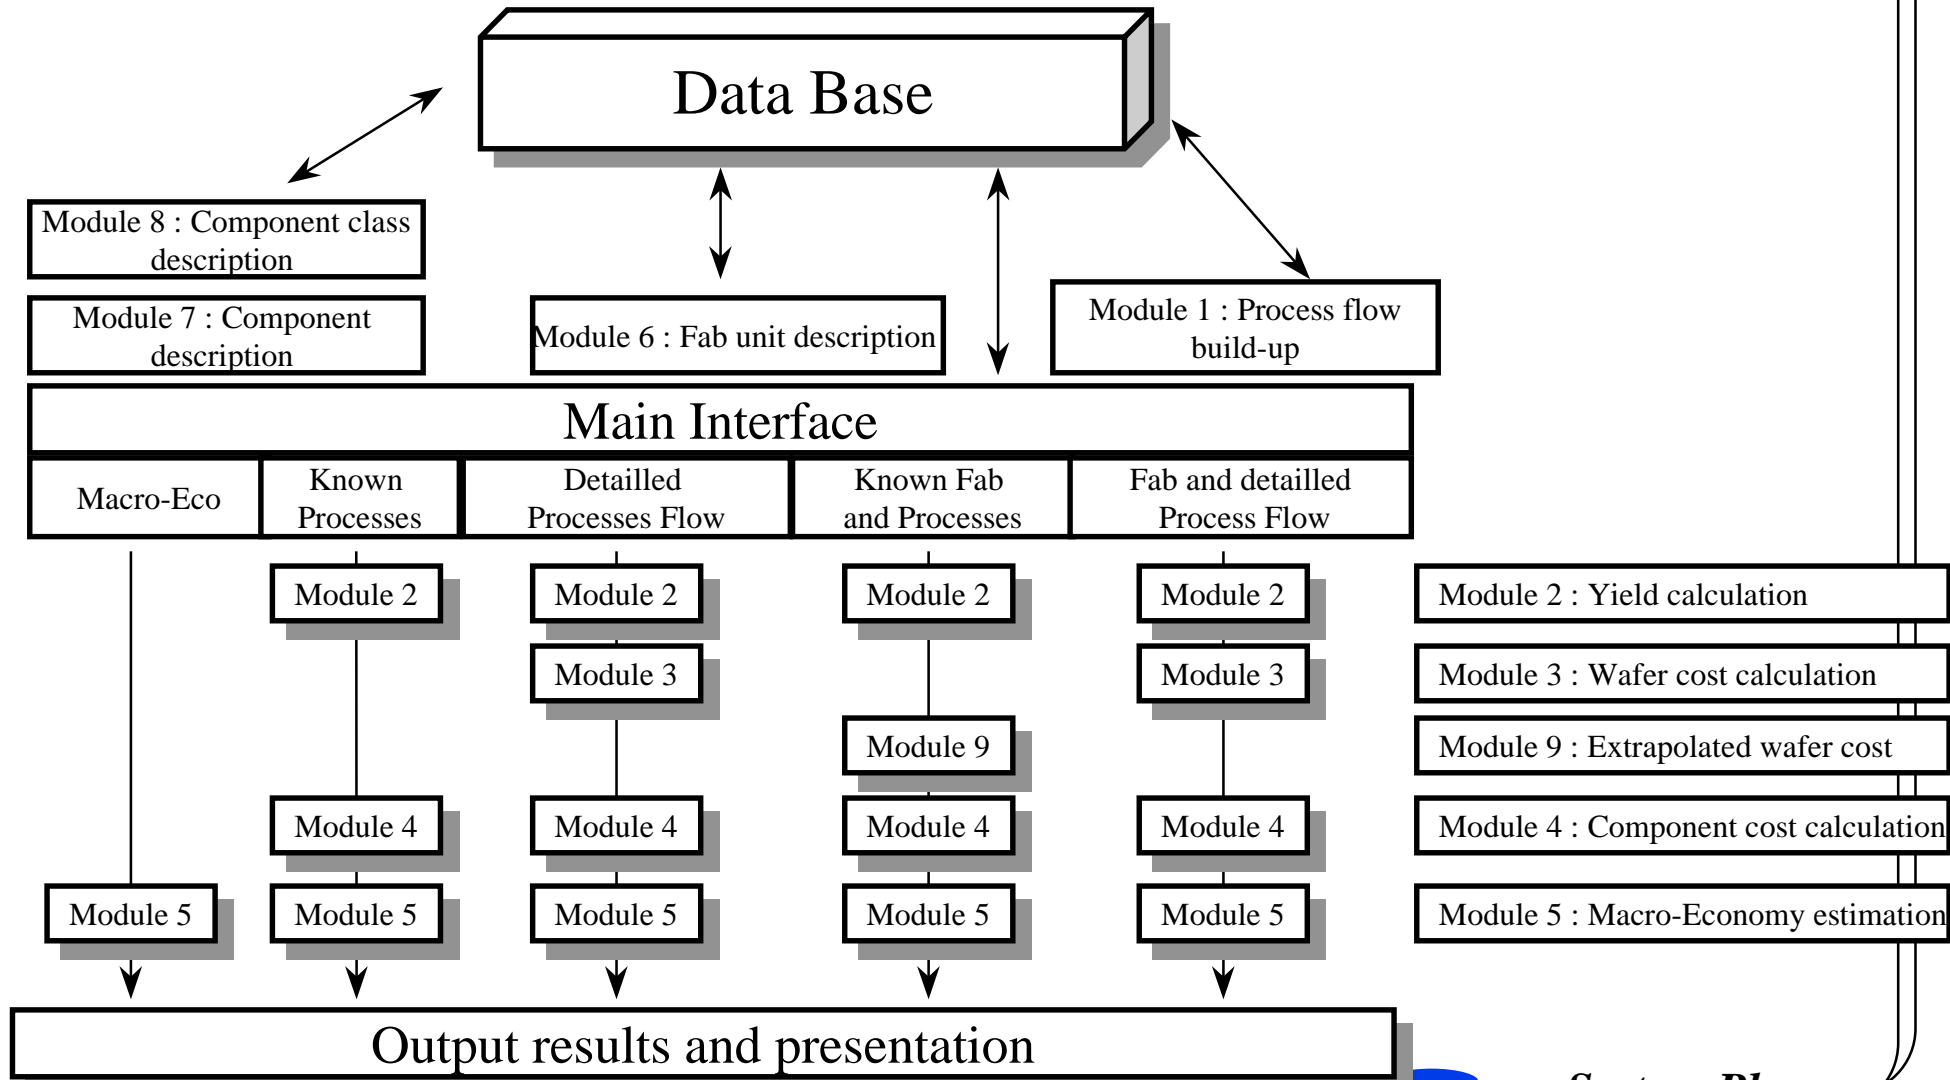 Data Base
Module 8 : Component class
description
Module 7 : Component
description
Module 6 : Fab unit description
Module 1 : Process flow
build-up
Main Interface
Macro-Eco
Known
Processes
Detailled
Processes Flow
Known Fab
and Processes
Fab and detailled
Process Flow
Module 2
Module 2
Module 2
Module 2
Module 2 : Yield calculation
Module 3
Module 3
Module 3 : Wafer cost calculation
Module 9
Module 9 : Extrapolated wafer cost
Module 4
Module 4
Module 4
Module 4
Module 4 : Component cost calculation
Module 5
Module 5
Module 5
Module 5
Module 5
Module 5 : Macro-Economy estimation
Output results and presentation